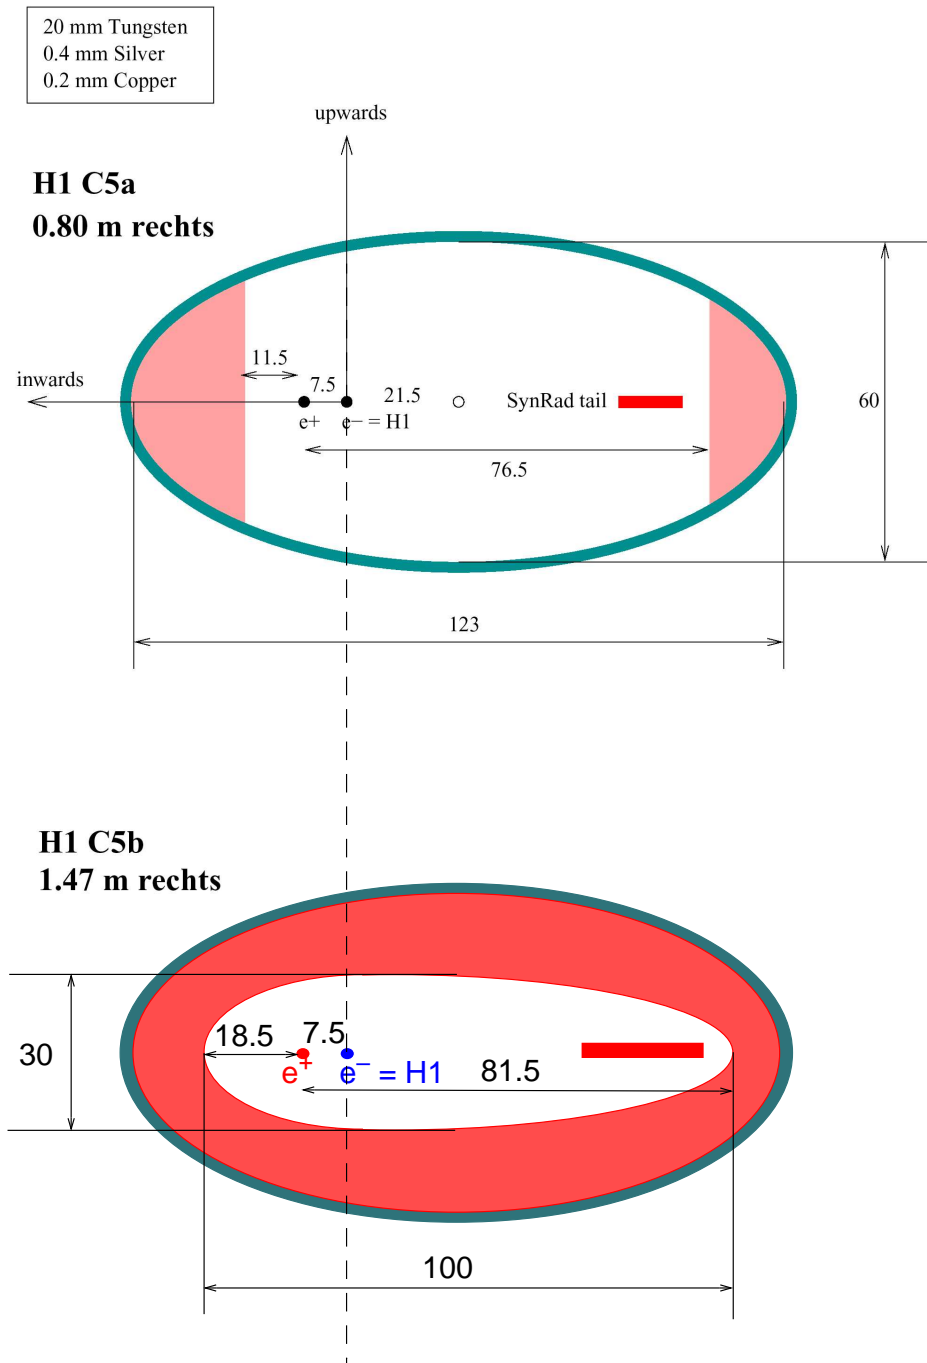 20 mm Tungsten
0.4 mm Silver
0.2 mm Copper
upwards
H1 C5a
0.80 m rechts
11.5
inwards
7.5
21.5
SynRad tail
60
e+
e− = H1
76.5
123
H1 C5b
1.47 m rechts
18.5
7.5
30
e+
e− = H1
81.5
100